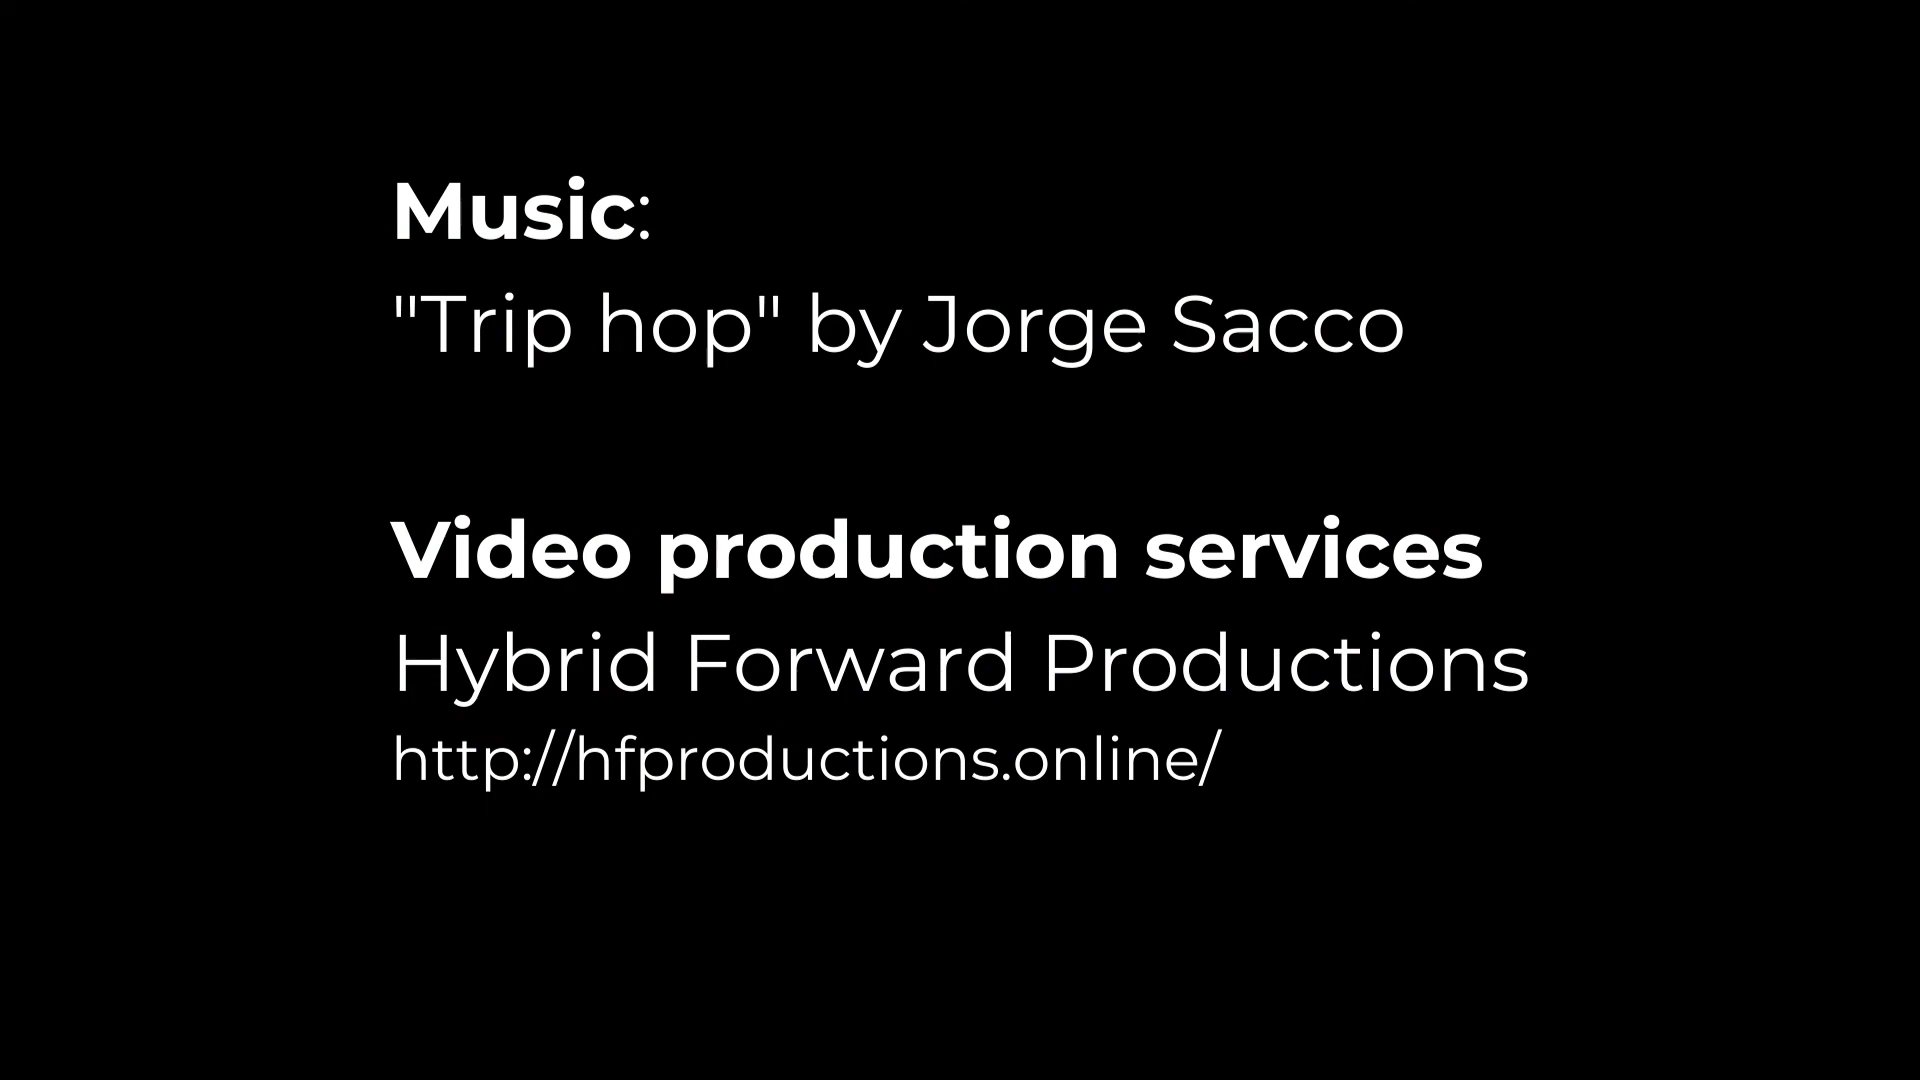 Music:
"Trip hop" by Jorge Sacco
Video production services
Hybrid Forward Productions
http://hfproductions.online/